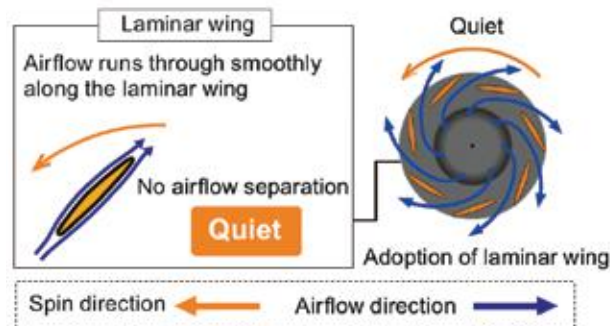 Laminar wing
Airflow runs through smoothly
along the laminar wing
No airflow separation
Quiet
Quiet
Adoption of laminar wing
Spin direction
Airflow direction